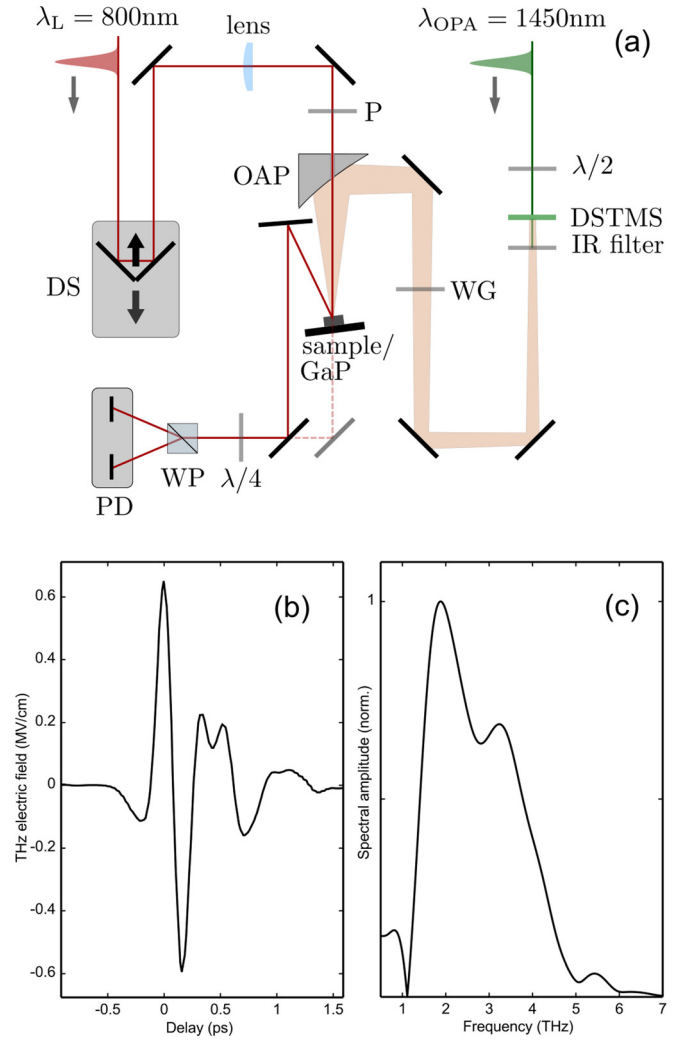 λL = 800nm
λOPA = 1450nm
(a)
lens
P
OAP
λ/2
DSTMS
IR filter
DS
WG
sample/
GaP
WP
λ/4
PD
(b)
THz electric field (MV/cm)
0.6
0.4
0.2
0
-0.2
-0.4
-0.6
-0.5
0
0.5
1
1.5
Delay (ps)
(c)
Spectral amplitude (norm.)
1
1
2
3
4
5
6
7
Frequency (THz)